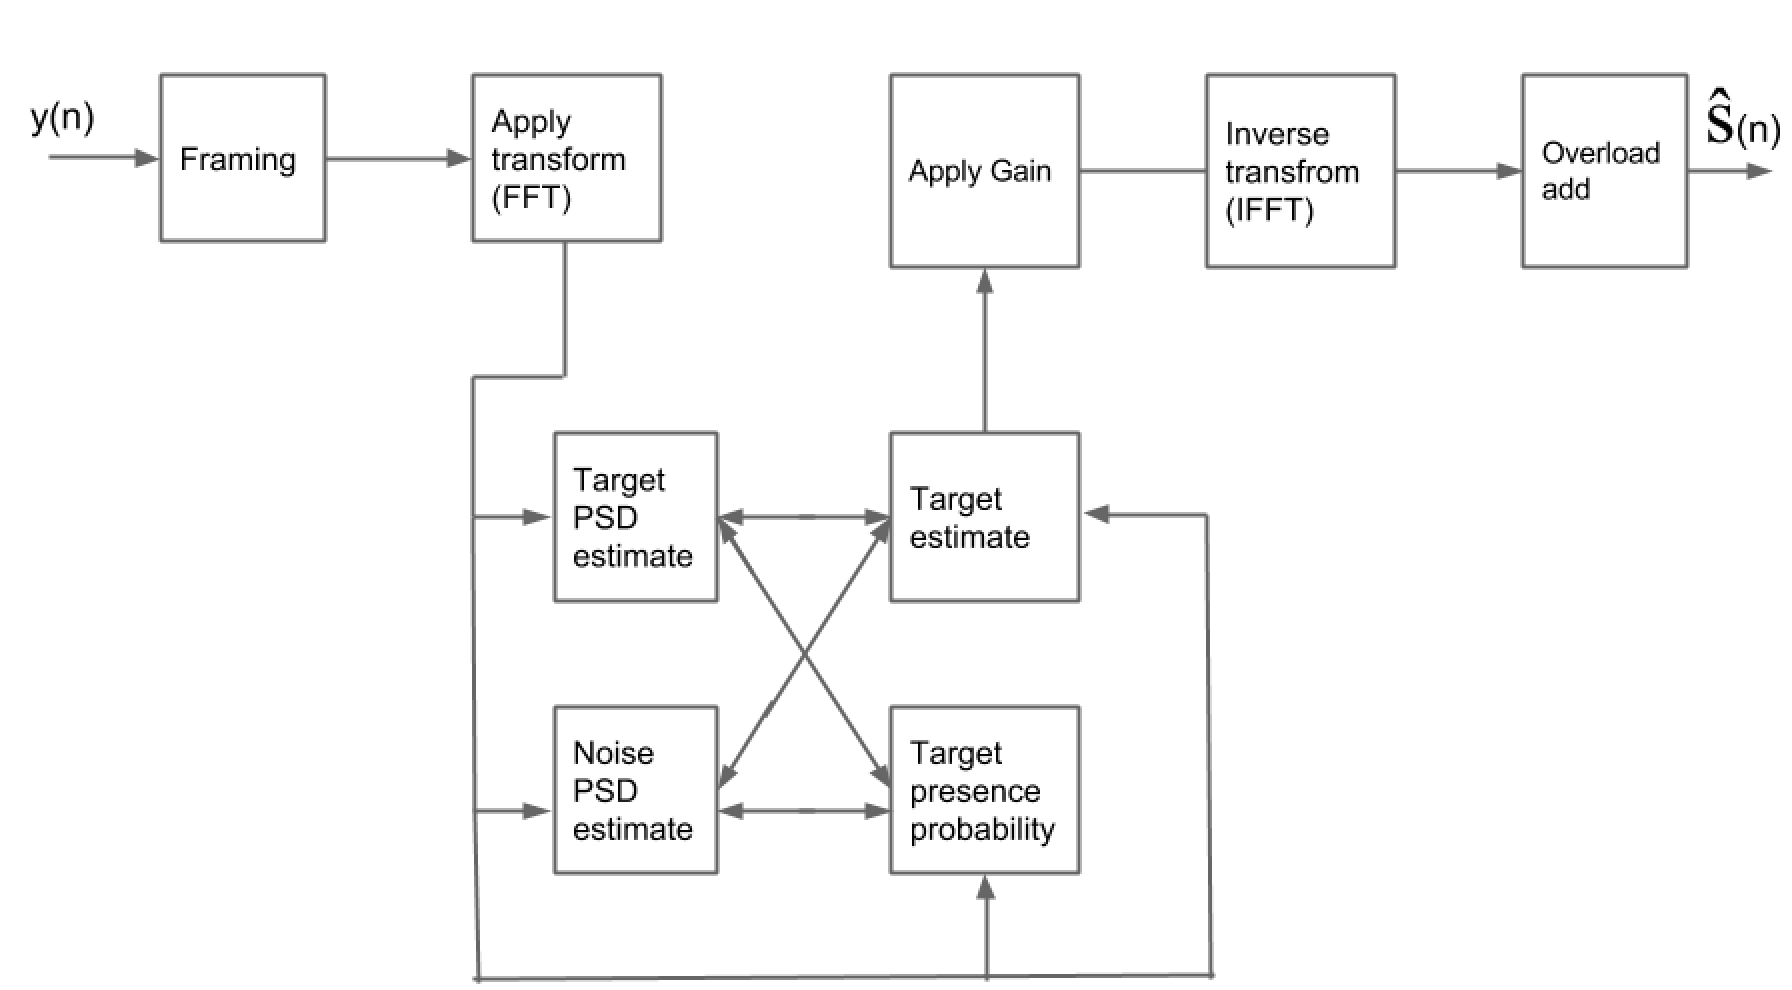 y(n)
Framing
Apply
transform
(FFT)
Apply Gain
Inverse
transfrom
(IFFT)
Overload
add
Ŝ(n)
Target
PSD
estimate
Target
estimate
Noise
PSD
estimate
Target
presence
probability